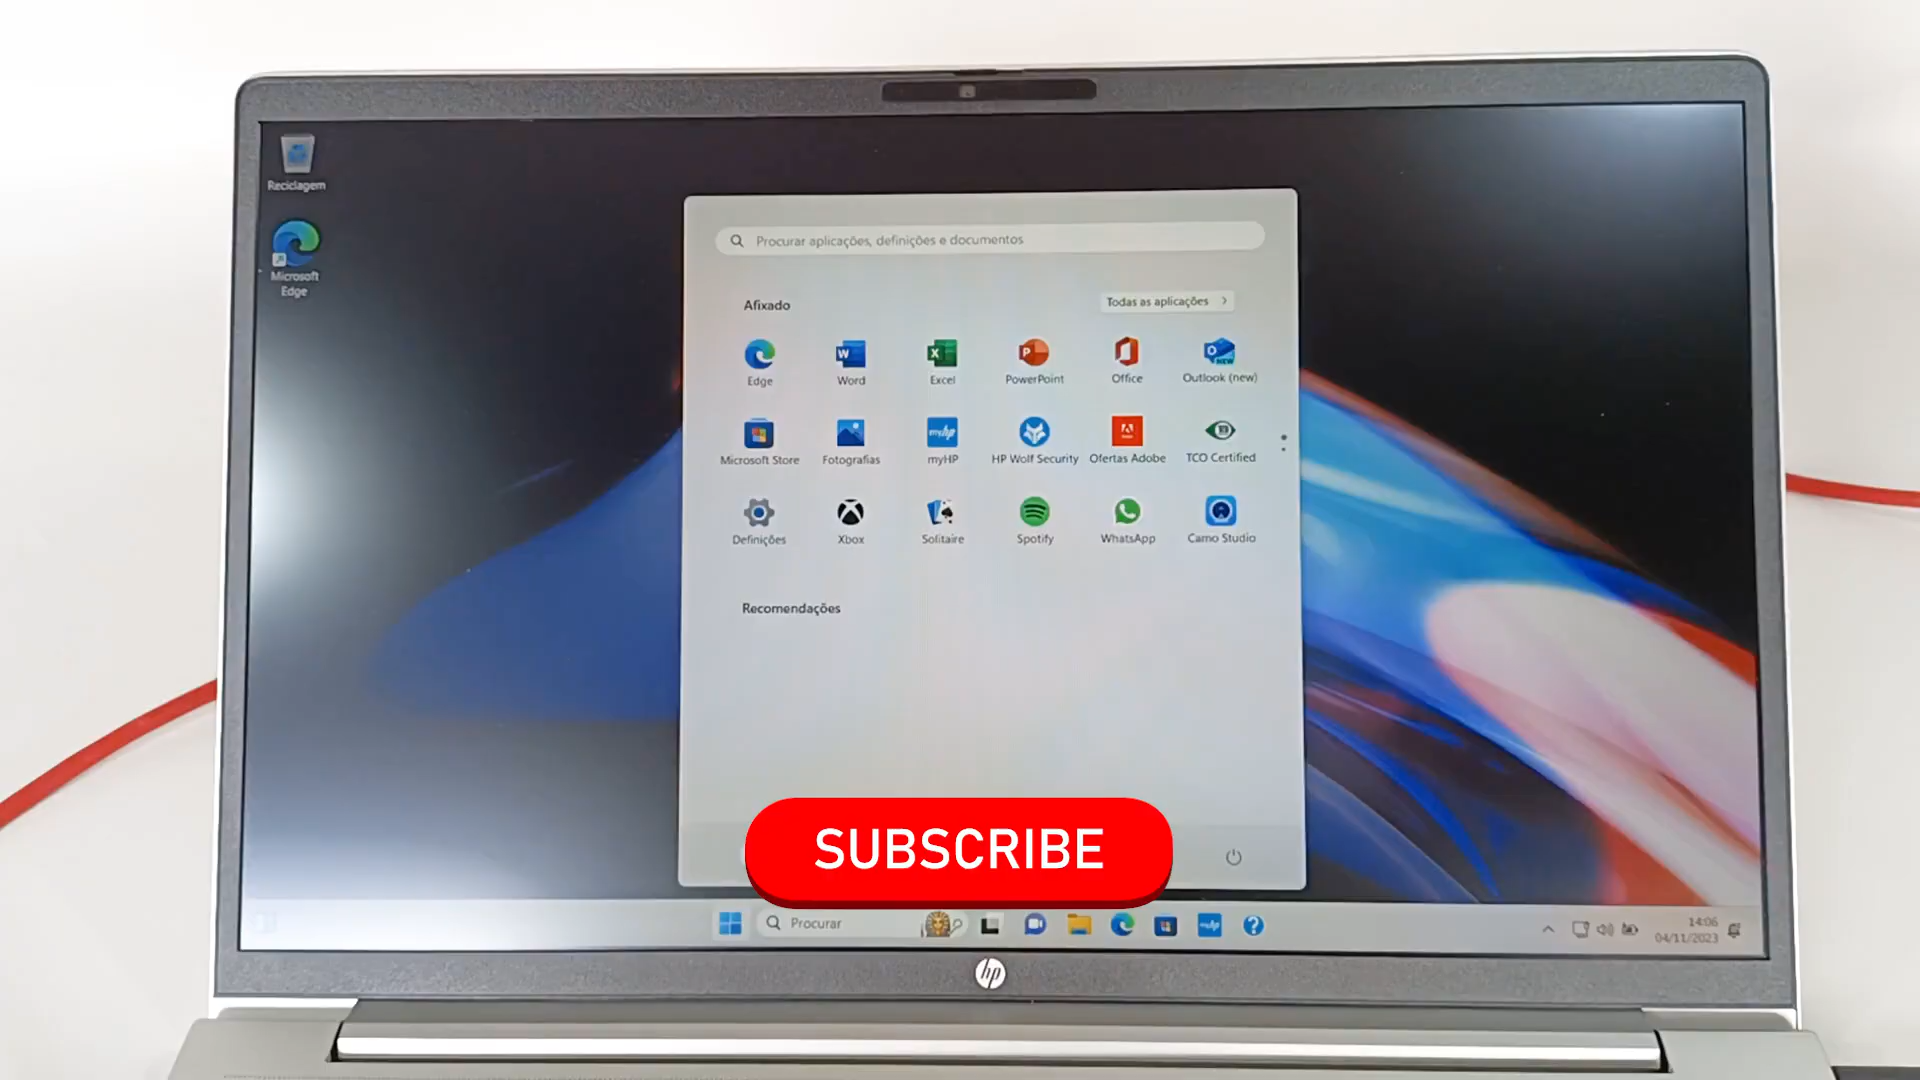 Reciclagem
Microsoft
Edge
Procurar aplicações, definições e documentos
Afixado
Todas as aplicações
Edge
Word
Excel
PowerPoint
Office
Outlook (new)
Microsoft Store
Fotografias
myHP
HP Wolf Security
Ofertas Adobe
TCO Certified
Definições
Xbox
Solitaire
Spotify
WhatsApp
Camo Studio
Recomendações
SUBSCRIBE
Procurar
14:06
04/11/2023
hp